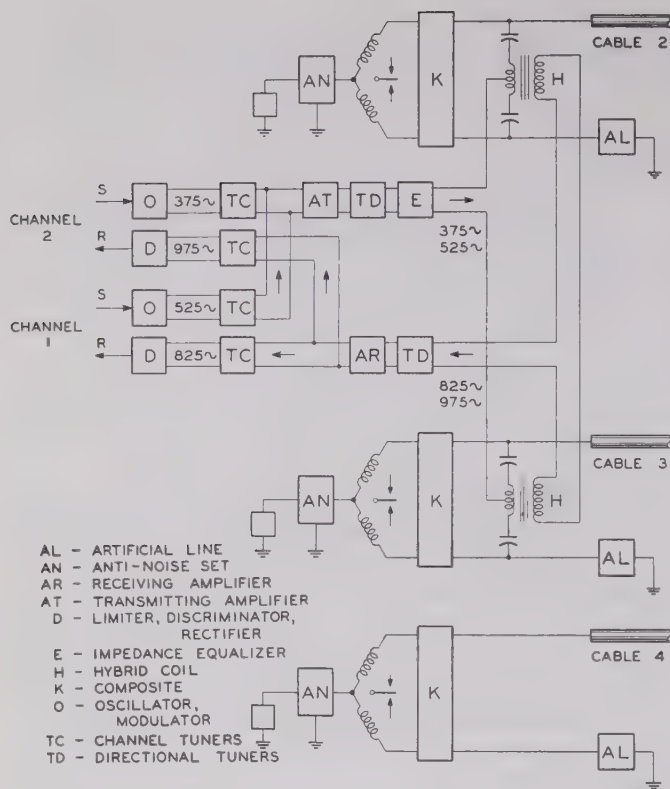 CABLE 2
AN
K
H
AL
CHANNEL
2
S
O
375~
TC
AT
TD
E
R
D
975~
TC
375~
525~
CHANNEL
1
S
O
525~
TC
R
D
825~
TC
AR
TD
825~
975~
CABLE 3
AN
K
H
AL
AL - ARTIFICIAL LINE
AN - ANTI-NOISE SET
AR - RECEIVING AMPLIFIER
AT - TRANSMITTING AMPLIFIER
D - LIMITER, DISCRIMINATOR,
RECTIFIER
E - IMPEDANCE EQUALIZER
H - HYBRID COIL
K - COMPOSITE
O - OSCILLATOR,
MODULATOR
TC - CHANNEL TUNERS
TD - DIRECTIONAL TUNERS
CABLE 4
AN
K
AL